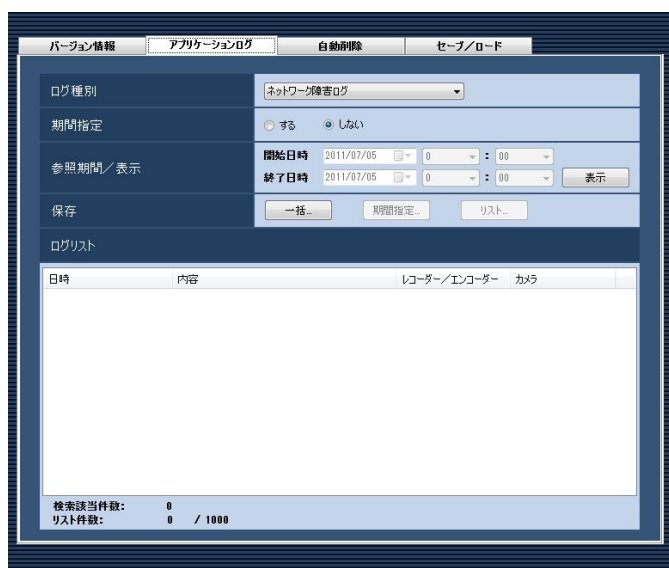 バージョン情報 アプリケーションログ 自動削除 セーブ／ロード
ログ種別 ネットワーク障害ログ
期間指定 する しない
参照期間／表示 開始日時 2011/07/05 0 : 00
終了日時 2011/07/05 0 : 00 表示
保存 一括... 期間指定... リスト...
ログリスト
日時 内容 レコーダー／エンコーダー カメラ
検索該当件数: 0
リスト件数: 0 / 1000